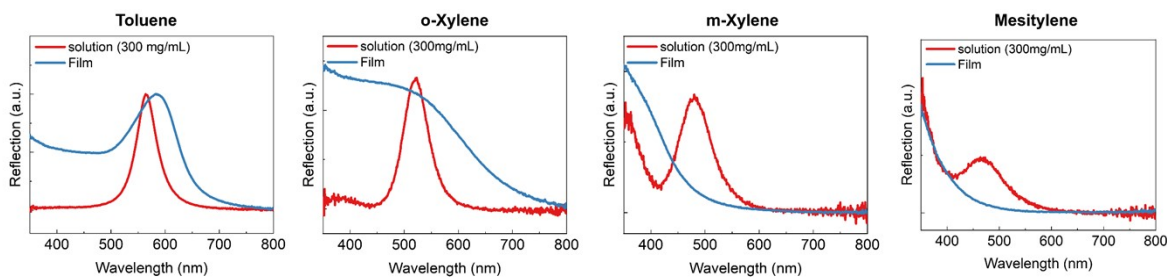 Toluene
Reflection (a.u.)
solution (300 mg/mL)
Film
400 500 600 700 800
Wavelength (nm)
o-Xylene
Reflection (a.u.)
solution (300mg/mL)
Film
400 500 600 700 800
Wavelength (nm)
m-Xylene
Reflection (a.u.)
solution (300mg/mL)
Film
400 500 600 700 800
Wavelength (nm)
Mesitylene
Reflection (a.u.)
solution (300mg/mL)
Film
400 500 600 700 800
Wavelength (nm)